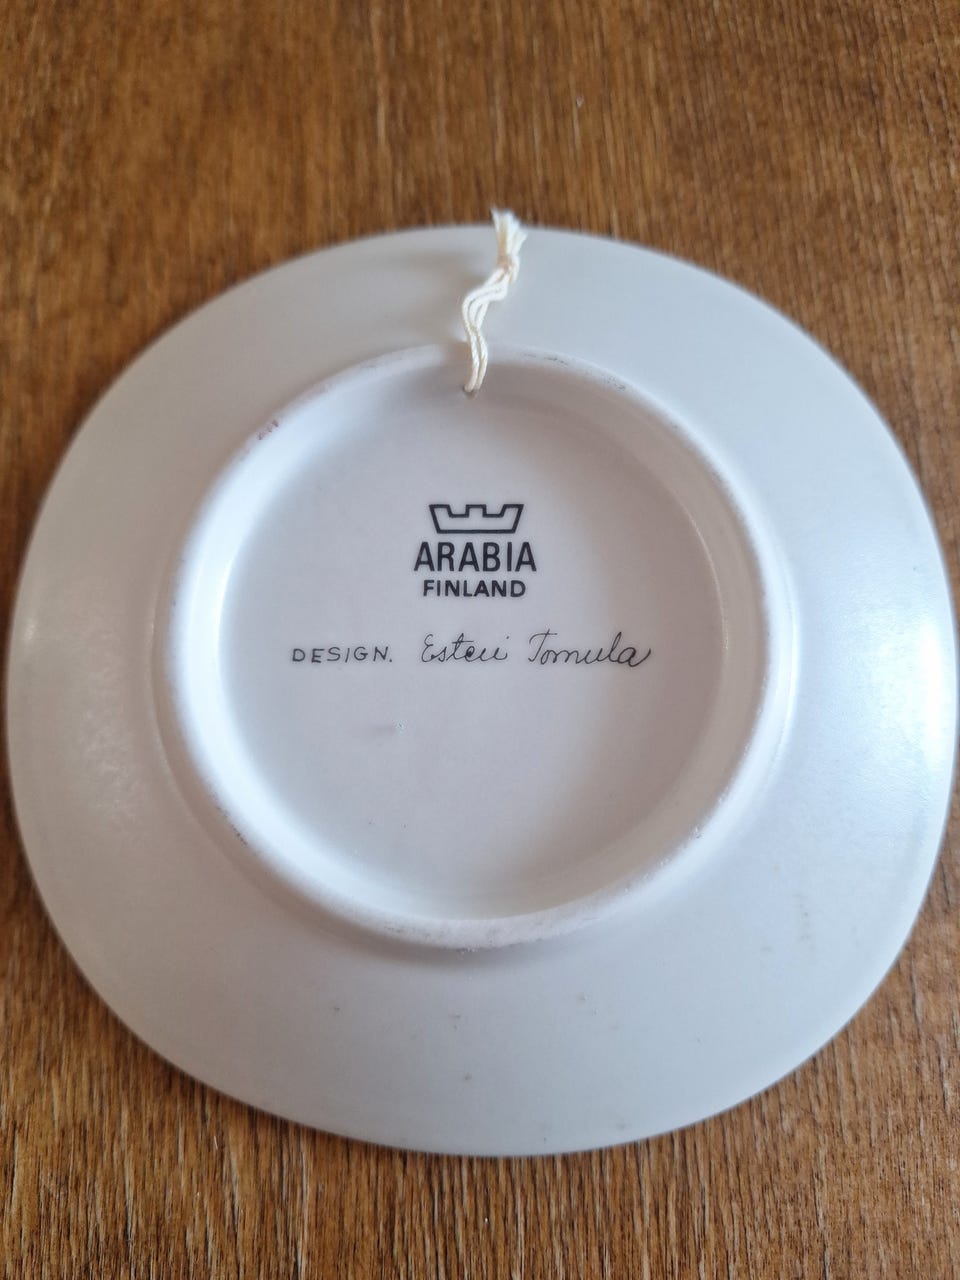 ARABIA
FINLAND
DESIGN. Esteri Tomula